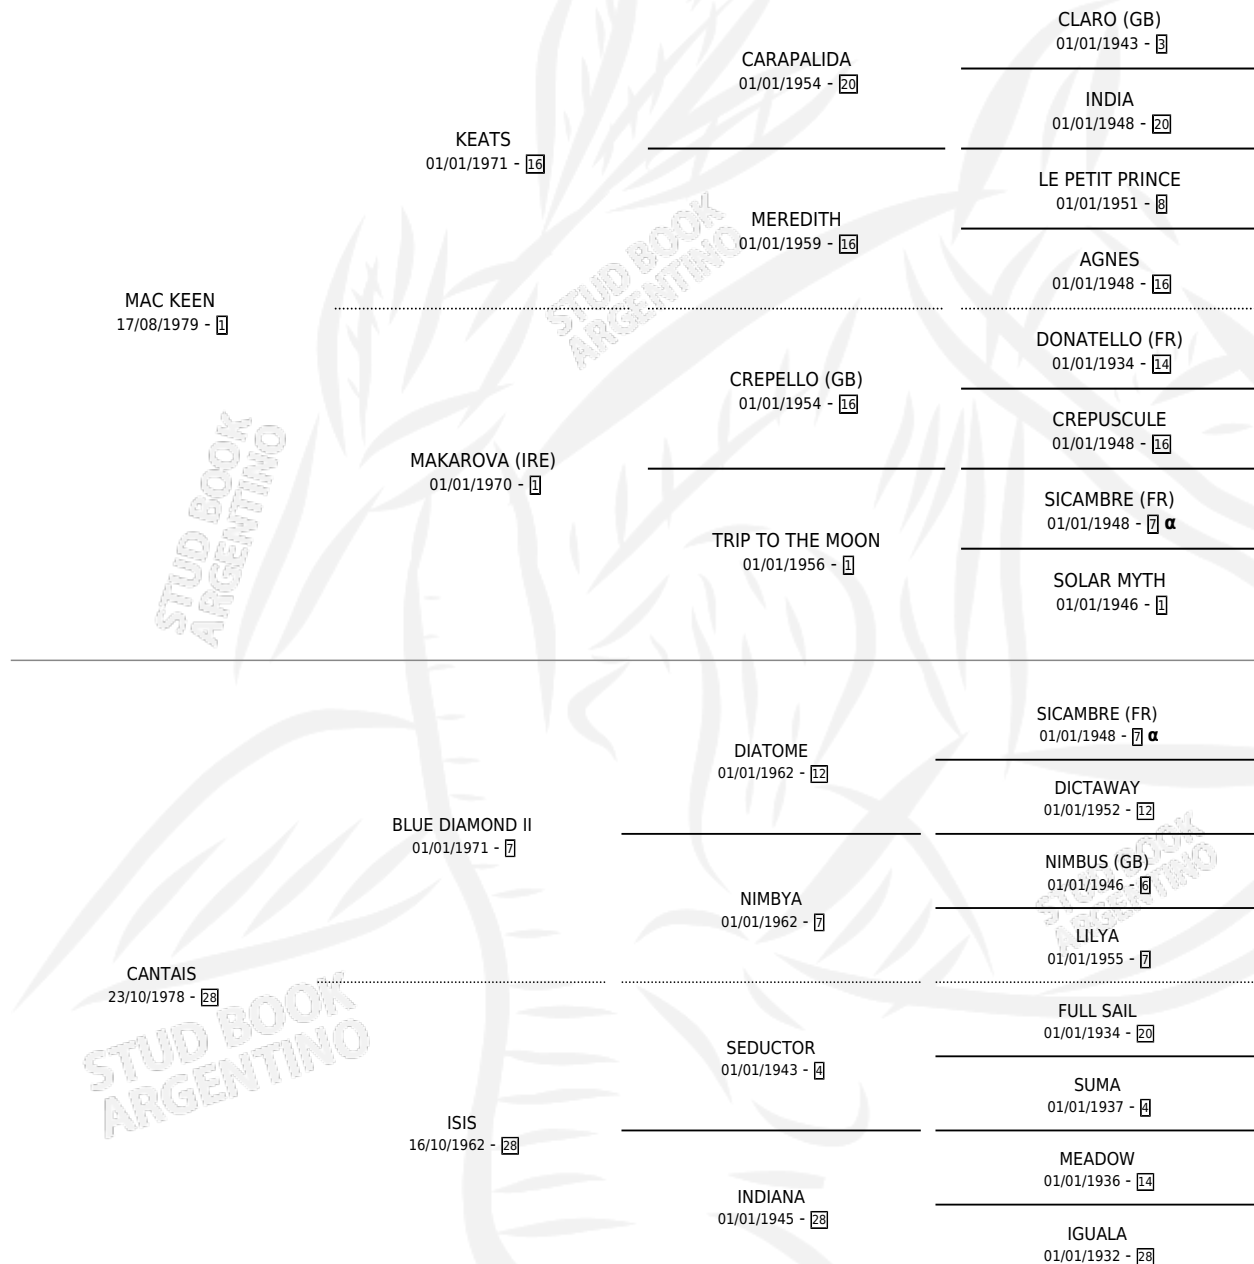 CLARO (GB)
01/01/1943 - 3
CARAPALIDA
01/01/1954 - 20
INDIA
01/01/1948 - 20
KEATS
01/01/1971 - 16
LE PETIT PRINCE
01/01/1951 - 8
MEREDITH
01/01/1959 - 16
AGNES
01/01/1948 - 16
MAC KEEN
17/08/1979 - 1
DONATELLO (FR)
01/01/1934 - 14
CREPELLO (GB)
01/01/1954 - 16
CREPUSCULE
01/01/1948 - 16
MAKAROVA (IRE)
01/01/1970 - 1
SICAMBRE (FR)
01/01/1948 - 7 α
TRIP TO THE MOON
01/01/1956 - 1
SOLAR MYTH
01/01/1946 - 1
SICAMBRE (FR)
01/01/1948 - 7 α
DIATOME
01/01/1962 - 12
DICTAWAY
01/01/1952 - 12
BLUE DIAMOND II
01/01/1971 - 7
NIMBUS (GB)
01/01/1946 - 6
NIMBYA
01/01/1962 - 7
LILYA
01/01/1955 - 7
CANTAIS
23/10/1978 - 28
FULL SAIL
01/01/1934 - 20
SEDUCTOR
01/01/1943 - 4
SUMA
01/01/1937 - 4
ISIS
16/10/1962 - 28
MEADOW
01/01/1936 - 14
INDIANA
01/01/1945 - 28
IGUALA
01/01/1932 - 28
STUD BOOK
ARGENTINO
STUD BOOK
ARGENTINO
STUD BOOK
ARGENTINO
STUD BOOK
ARGENTINO